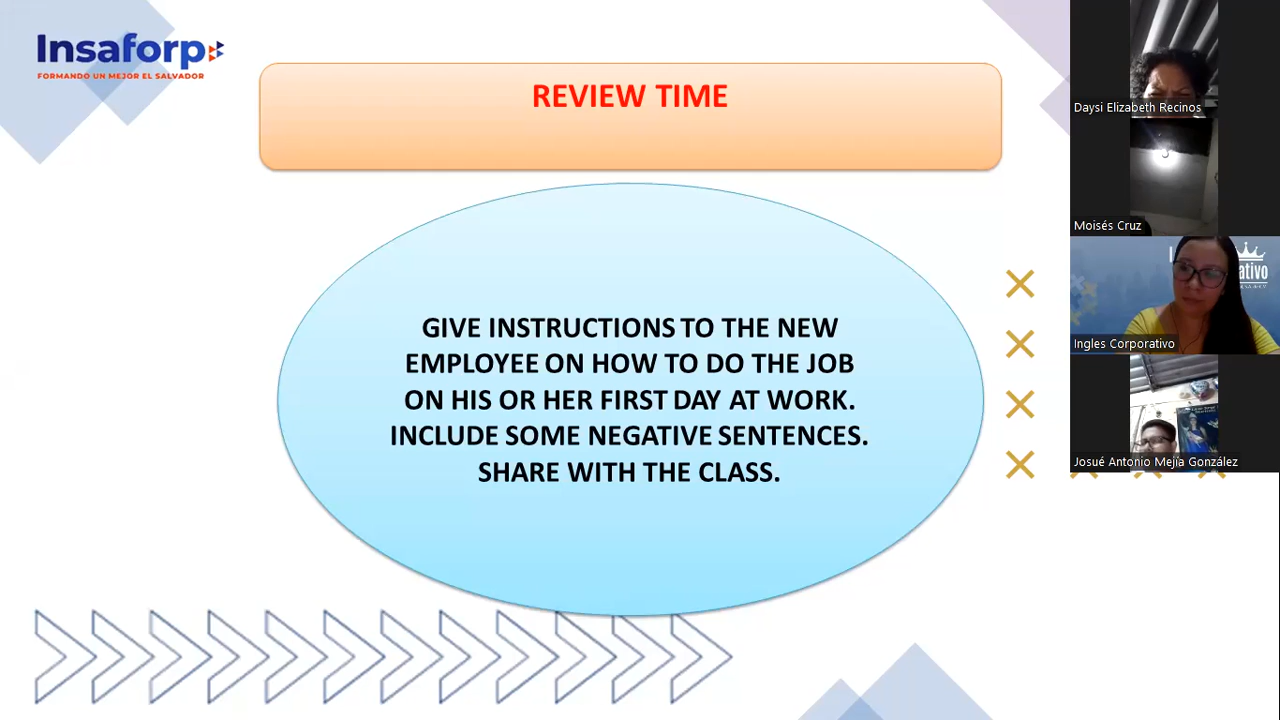 Insaforp
FORMANDO UN MEJOR EL SALVADOR
REVIEW TIME
GIVE INSTRUCTIONS TO THE NEW
EMPLOYEE ON HOW TO DO THE JOB
ON HIS OR HER FIRST DAY AT WORK.
INCLUDE SOME NEGATIVE SENTENCES.
SHARE WITH THE CLASS.
Daysi Elizabeth Recinos
Moisés Cruz
Ingles Corporativo
Josué Antonio Mejía González